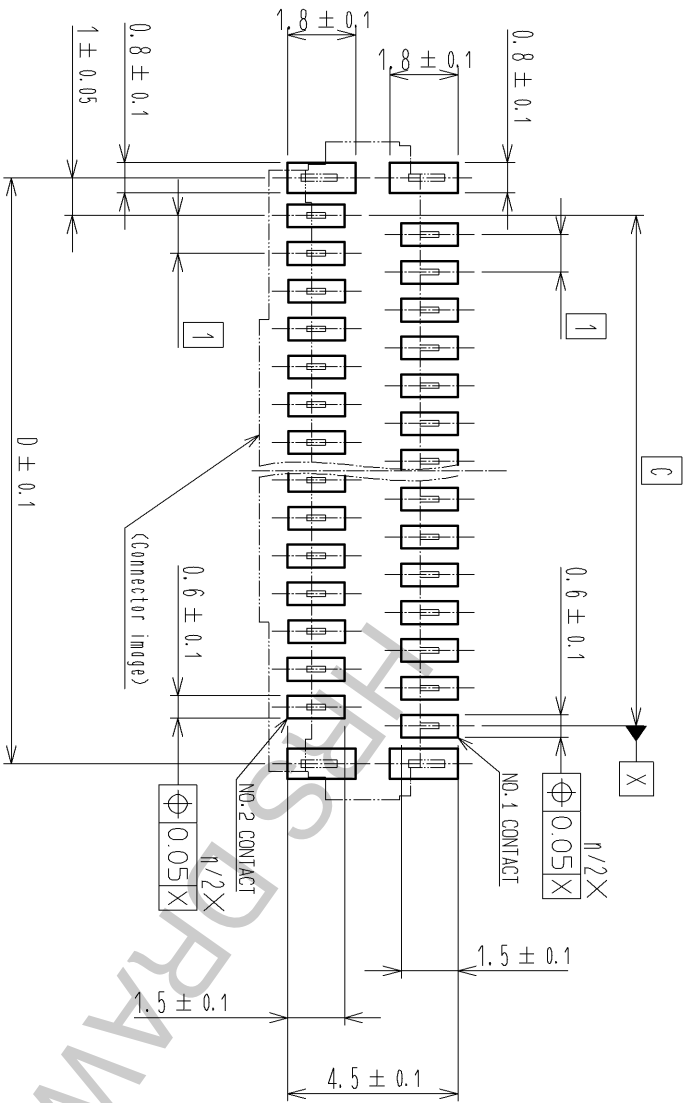 1.8 ± 0.1
1.8 ± 0.1
0.8 ± 0.1
0.8 ± 0.1
1 ± 0.05
1
1
C
D ± 0.1
(Connector image)
0.6 ± 0.1
0.6 ± 0.1
X
NO.1 CONTACT
NO.2 CONTACT
n/2X
⌖ 0.05 X
n/2X
⌖ 0.05 X
1.5 ± 0.1
1.5 ± 0.1
4.5 ± 0.1
HRS DRAW